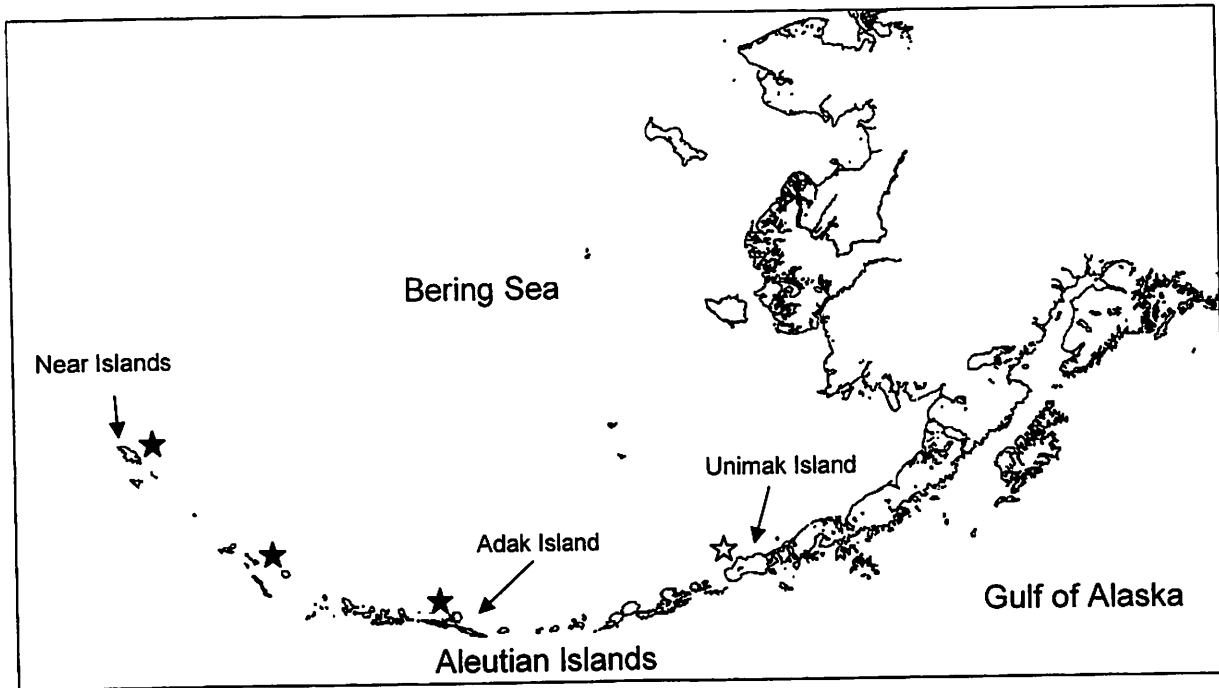 Bering Sea
Near Islands
Unimak Island
Adak Island
Gulf of Alaska
Aleutian Islands